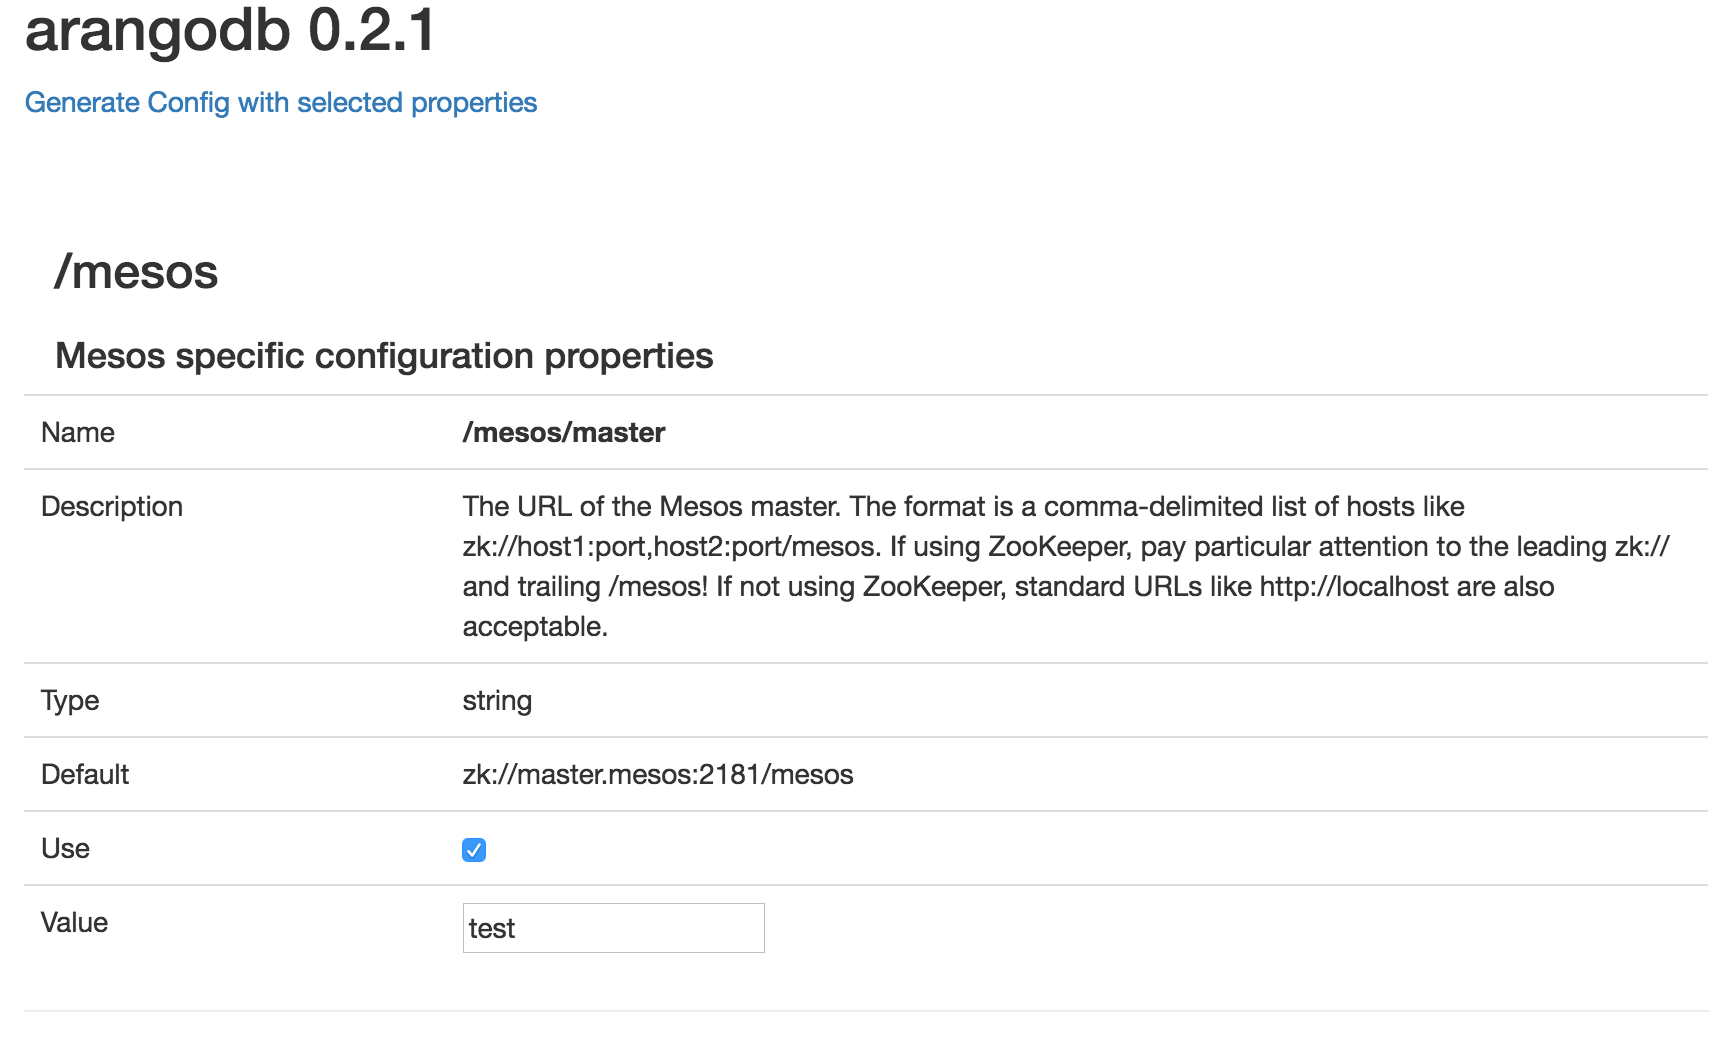 arangodb 0.2.1
Generate Config with selected properties
/mesos
Mesos specific configuration properties
Name /mesos/master
Description The URL of the Mesos master. The format is a comma-delimited list of hosts like
zk://host1:port,host2:port/mesos. If using ZooKeeper, pay particular attention to the leading zk://
and trailing /mesos! If not using ZooKeeper, standard URLs like http://localhost are also
acceptable.
Type string
Default zk://master.mesos:2181/mesos
Use
Value test